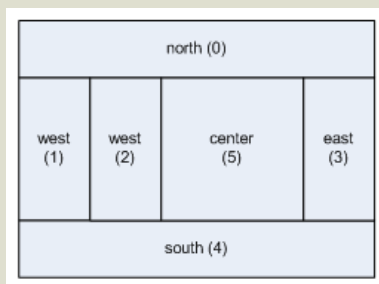 north (0)
west
(1)
west
(2)
center
(5)
east
(3)
south (4)